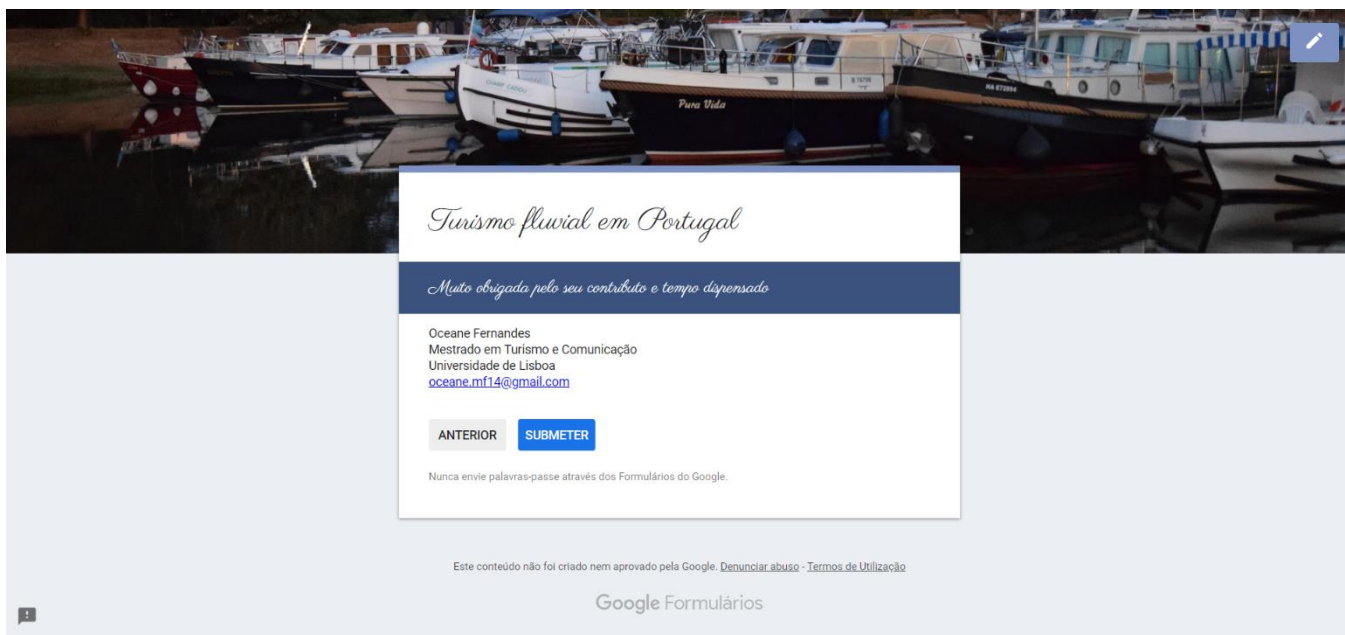 Pura Vida
Turismo fluvial em Portugal
Muito obrigada pelo seu contributo e tempo dispensado
Oceane Fernandes
Mestrado em Turismo e Comunicação
Universidade de Lisboa
oceane.mf14@gmail.com
ANTERIOR SUBMETER
Nunca envie palavras-passe através dos Formulários do Google.
Este conteúdo não foi criado nem aprovado pela Google. Denunciar abuso - Termos de Utilização
Google Formulários